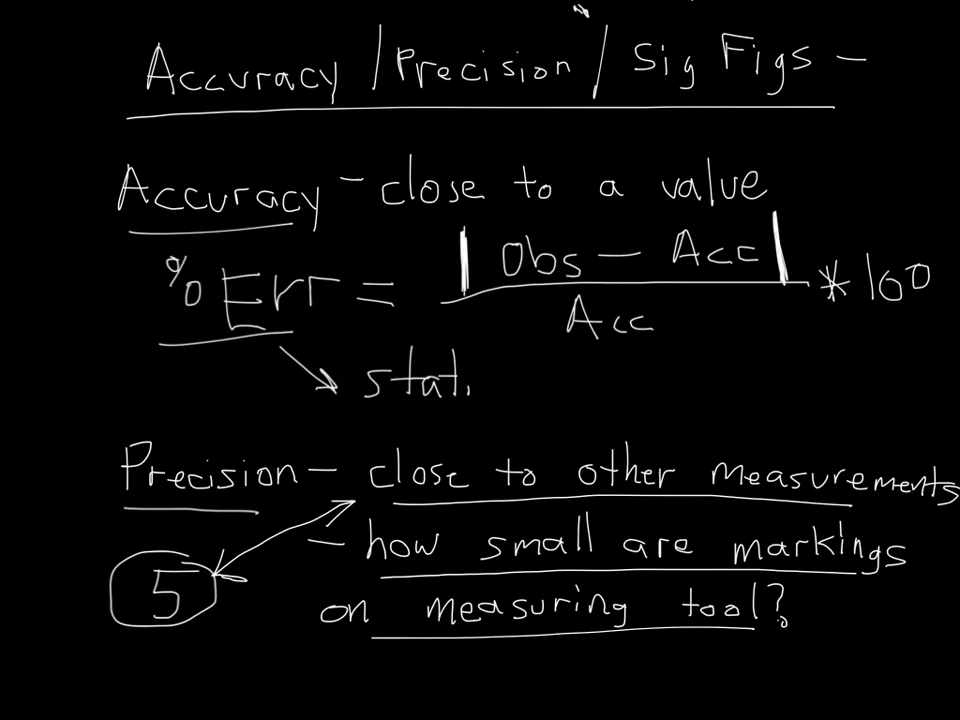 Accuracy / Precision / Sig Figs -
Accuracy - close to a value
% Err = | Obs - Acc | / Acc * 100
stat.
Precision - close to other measurements
- how small are markings
5
on measuring tool?